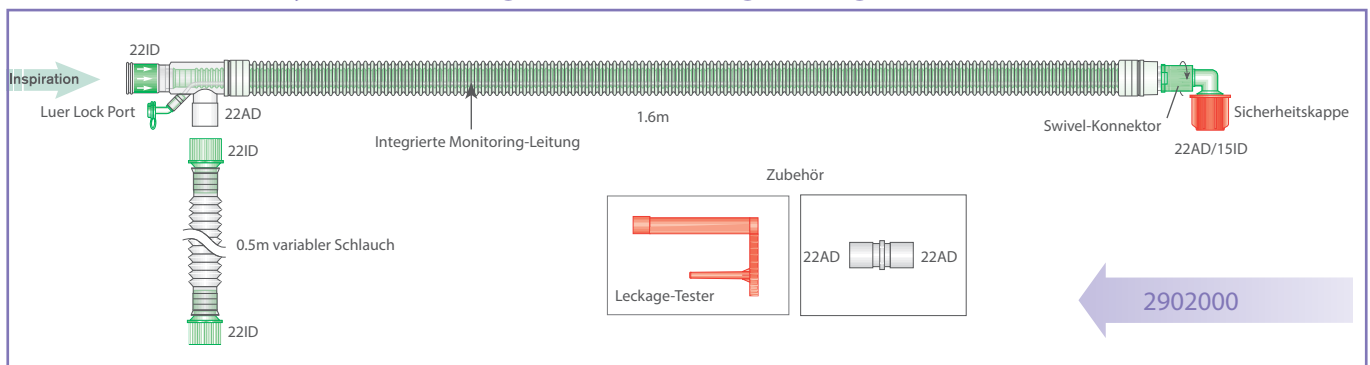 22ID
Inspiration
Luer Lock Port
22AD
Integrierte Monitoring-Leitung
1.6m
Swivel-Konnektor
Sicherheitskappe
22AD/15ID
22ID
0.5m variabler Schlauch
22ID
Zubehör
Leckage-Tester
22AD
22AD
2902000